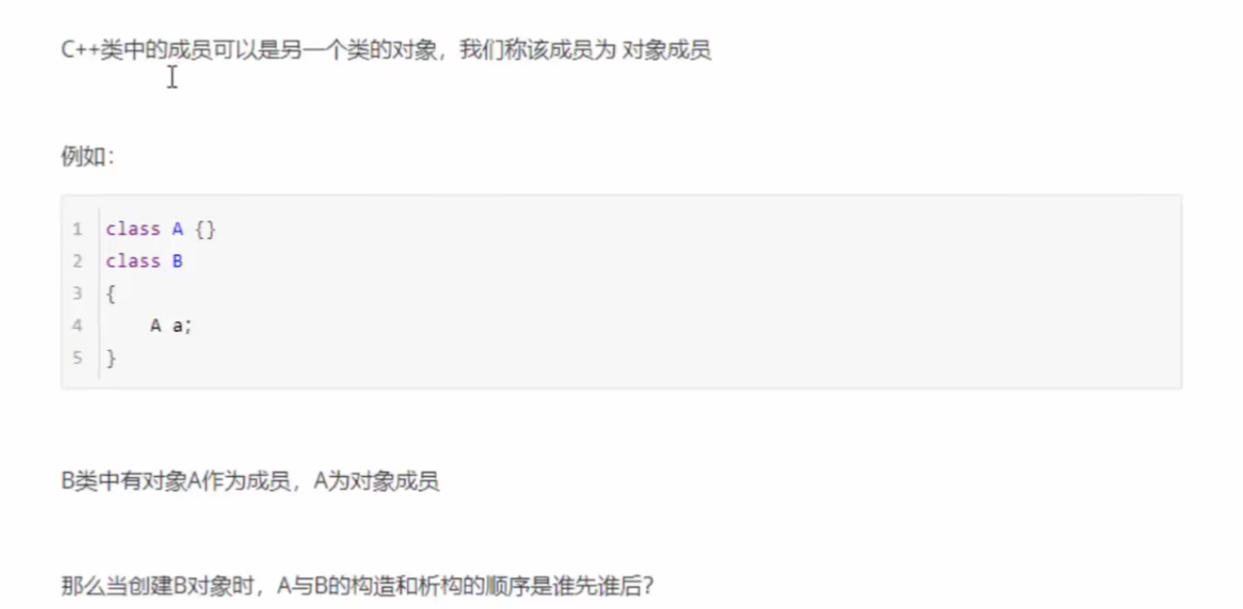 C++类中的成员可以是另一个类的对象，我们称该成员为 对象成员
例如：
1 class A {}
2 class B
3 {
4     A a;
5 }
B类中有对象A作为成员，A为对象成员
那么当创建B对象时，A与B的构造和析构的顺序是谁先谁后?